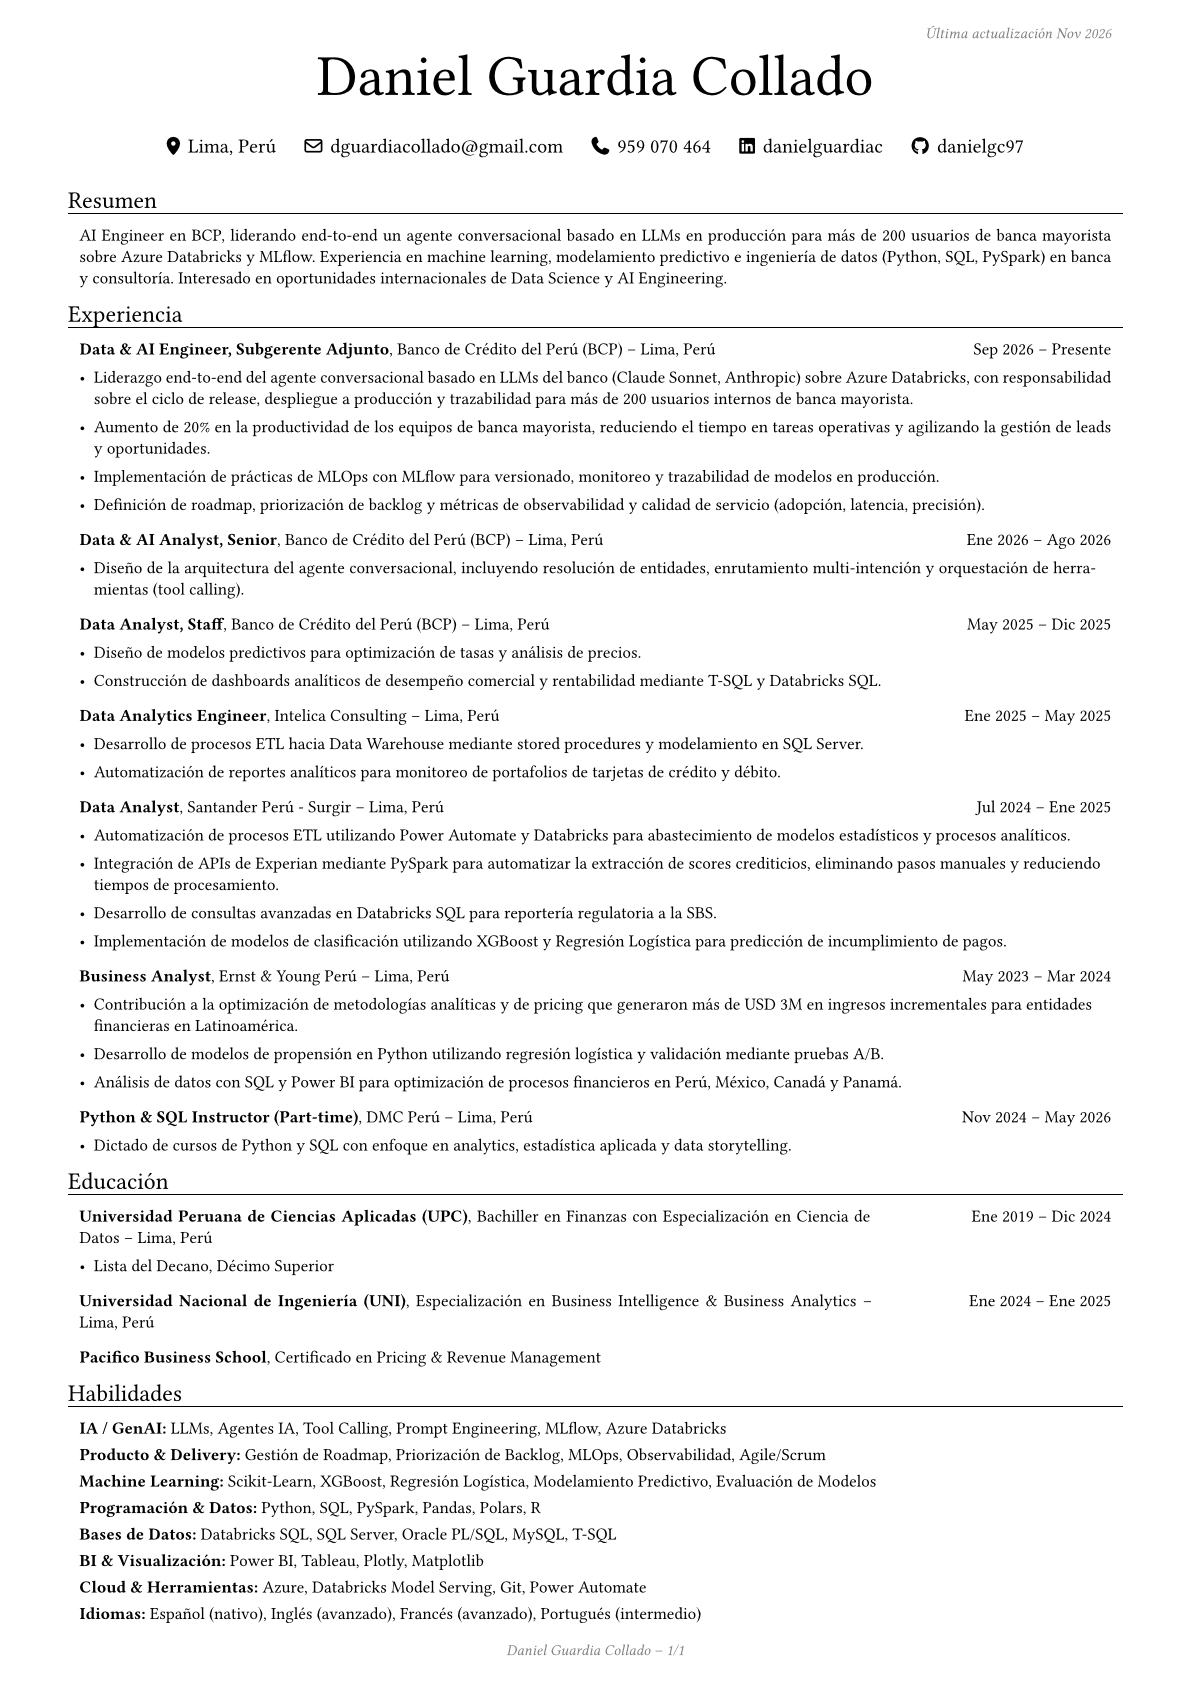 Última actualización Nov 2026
Daniel Guardia Collado
Lima, Perú dguardiacollado@gmail.com 959 070 464 danielguardiac danielgc97
Resumen
AI Engineer en BCP, liderando end-to-end un agente conversacional basado en LLMs en producción para más de 200 usuarios de banca mayorista
sobre Azure Databricks y MLflow. Experiencia en machine learning, modelamiento predictivo e ingeniería de datos (Python, SQL, PySpark) en banca
y consultoría. Interesado en oportunidades internacionales de Data Science y AI Engineering.
Experiencia
Data & AI Engineer, Subgerente Adjunto, Banco de Crédito del Perú (BCP) – Lima, Perú Sep 2026 – Presente
• Liderazgo end-to-end del agente conversacional basado en LLMs del banco (Claude Sonnet, Anthropic) sobre Azure Databricks, con responsabilidad
sobre el ciclo de release, despliegue a producción y trazabilidad para más de 200 usuarios internos de banca mayorista.
• Aumento de 20% en la productividad de los equipos de banca mayorista, reduciendo el tiempo en tareas operativas y agilizando la gestión de leads
y oportunidades.
• Implementación de prácticas de MLOps con MLflow para versionado, monitoreo y trazabilidad de modelos en producción.
• Definición de roadmap, priorización de backlog y métricas de observabilidad y calidad de servicio (adopción, latencia, precisión).
Data & AI Analyst, Senior, Banco de Crédito del Perú (BCP) – Lima, Perú Ene 2026 – Ago 2026
• Diseño de la arquitectura del agente conversacional, incluyendo resolución de entidades, enrutamiento multi-intención y orquestación de herra-
mientas (tool calling).
Data Analyst, Staff, Banco de Crédito del Perú (BCP) – Lima, Perú May 2025 – Dic 2025
• Diseño de modelos predictivos para optimización de tasas y análisis de precios.
• Construcción de dashboards analíticos de desempeño comercial y rentabilidad mediante T-SQL y Databricks SQL.
Data Analytics Engineer, Intelica Consulting – Lima, Perú Ene 2025 – May 2025
• Desarrollo de procesos ETL hacia Data Warehouse mediante stored procedures y modelamiento en SQL Server.
• Automatización de reportes analíticos para monitoreo de portafolios de tarjetas de crédito y débito.
Data Analyst, Santander Perú - Surgir – Lima, Perú Jul 2024 – Ene 2025
• Automatización de procesos ETL utilizando Power Automate y Databricks para abastecimiento de modelos estadísticos y procesos analíticos.
• Integración de APIs de Experian mediante PySpark para automatizar la extracción de scores crediticios, eliminando pasos manuales y reduciendo
tiempos de procesamiento.
• Desarrollo de consultas avanzadas en Databricks SQL para reportería regulatoria a la SBS.
• Implementación de modelos de clasificación utilizando XGBoost y Regresión Logística para predicción de incumplimiento de pagos.
Business Analyst, Ernst & Young Perú – Lima, Perú May 2023 – Mar 2024
• Contribución a la optimización de metodologías analíticas y de pricing que generaron más de USD 3M en ingresos incrementales para entidades
financieras en Latinoamérica.
• Desarrollo de modelos de propensión en Python utilizando regresión logística y validación mediante pruebas A/B.
• Análisis de datos con SQL y Power BI para optimización de procesos financieros en Perú, México, Canadá y Panamá.
Python & SQL Instructor (Part-time), DMC Perú – Lima, Perú Nov 2024 – May 2026
• Dictado de cursos de Python y SQL con enfoque en analytics, estadística aplicada y data storytelling.
Educación
Universidad Peruana de Ciencias Aplicadas (UPC), Bachiller en Finanzas con Especialización en Ciencia de Ene 2019 – Dic 2024
Datos – Lima, Perú
• Lista del Decano, Décimo Superior
Universidad Nacional de Ingeniería (UNI), Especialización en Business Intelligence & Business Analytics – Ene 2024 – Ene 2025
Lima, Perú
Pacifico Business School, Certificado en Pricing & Revenue Management
Habilidades
IA / GenAI: LLMs, Agentes IA, Tool Calling, Prompt Engineering, MLflow, Azure Databricks
Producto & Delivery: Gestión de Roadmap, Priorización de Backlog, MLOps, Observabilidad, Agile/Scrum
Machine Learning: Scikit-Learn, XGBoost, Regresión Logística, Modelamiento Predictivo, Evaluación de Modelos
Programación & Datos: Python, SQL, PySpark, Pandas, Polars, R
Bases de Datos: Databricks SQL, SQL Server, Oracle PL/SQL, MySQL, T-SQL
BI & Visualización: Power BI, Tableau, Plotly, Matplotlib
Cloud & Herramientas: Azure, Databricks Model Serving, Git, Power Automate
Idiomas: Español (nativo), Inglés (avanzado), Francés (avanzado), Portugués (intermedio)
Daniel Guardia Collado – 1/1